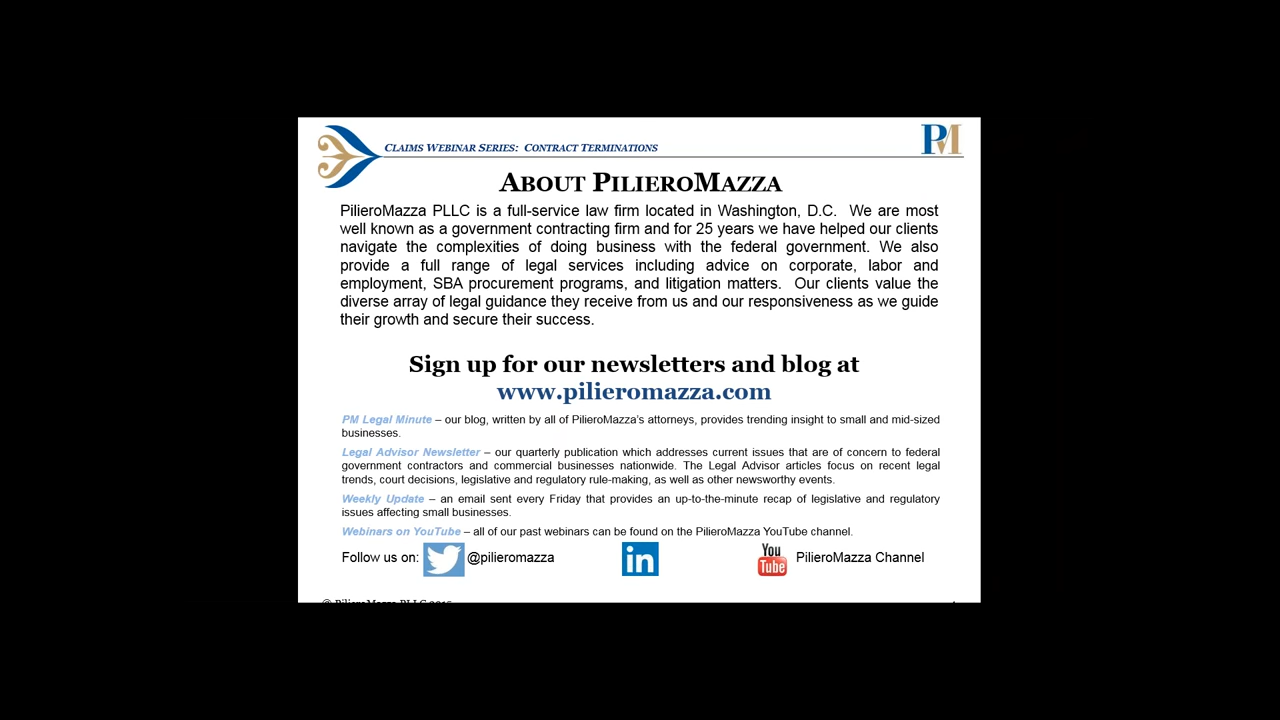 CLAIMS WEBINAR SERIES: CONTRACT TERMINATIONS
PM
ABOUT PILIEROMAZZA
PilieroMazza PLLC is a full-service law firm located in Washington, D.C. We are most
well known as a government contracting firm and for 25 years we have helped our clients
navigate the complexities of doing business with the federal government. We also
provide a full range of legal services including advice on corporate, labor and
employment, SBA procurement programs, and litigation matters. Our clients value the
diverse array of legal guidance they receive from us and our responsiveness as we guide
their growth and secure their success.
Sign up for our newsletters and blog at
www.pilieromazza.com
PM Legal Minute – our blog, written by all of PilieroMazza's attorneys, provides trending insight to small and mid-sized
businesses.
Legal Advisor Newsletter – our quarterly publication which addresses current issues that are of concern to federal
government contractors and commercial businesses nationwide. The Legal Advisor articles focus on recent legal
trends, court decisions, legislative and regulatory rule-making, as well as other newsworthy events.
Weekly Update – an email sent every Friday that provides an up-to-the-minute recap of legislative and regulatory
issues affecting small businesses.
Webinars on YouTube – all of our past webinars can be found on the PilieroMazza YouTube channel.
Follow us on: @pilieromazza in You Tube PilieroMazza Channel
© PilieroMazza PLLC